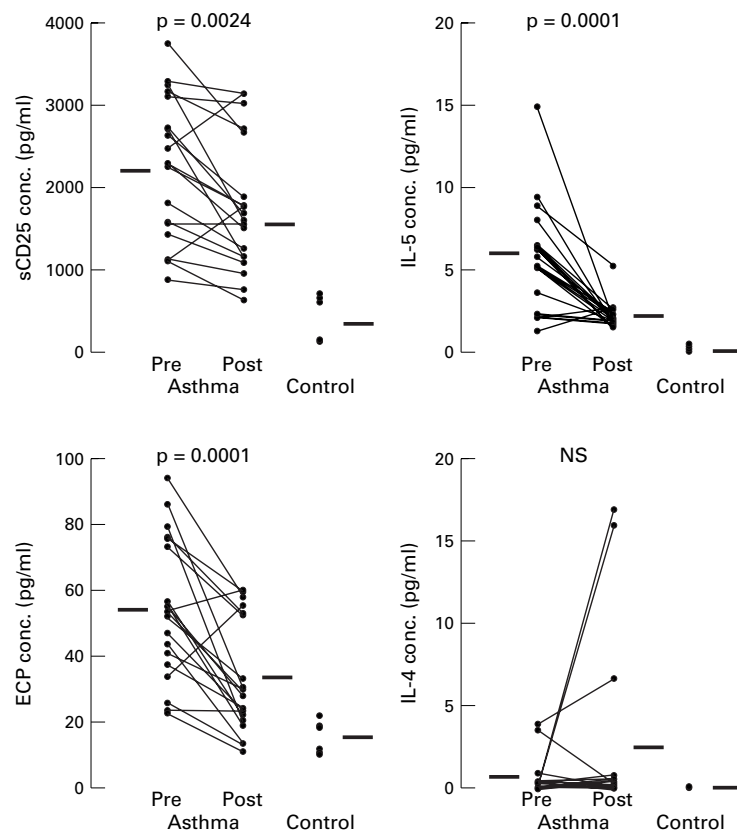 p = 0.0024
sCD25 conc. (pg/ml)
4000
3000
2000
1000
0
Pre Post
Asthma Control
p = 0.0001
IL-5 conc. (pg/ml)
20
15
10
5
0
Pre Post
Asthma Control
p = 0.0001
ECP conc. (pg/ml)
100
80
60
40
20
0
Pre Post
Asthma Control
NS
IL-4 conc. (pg/ml)
20
15
10
5
0
Pre Post
Asthma Control